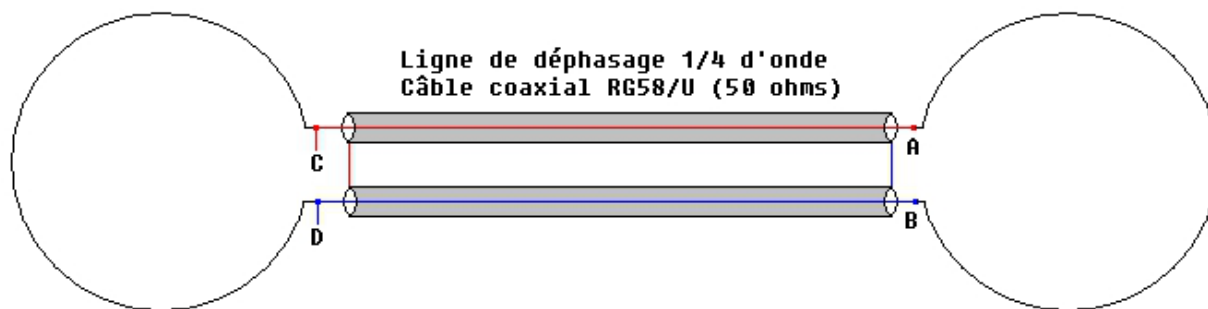 Ligne de déphasage 1/4 d'onde
Câble coaxial RG58/U (50 ohms)
C
A
D
B